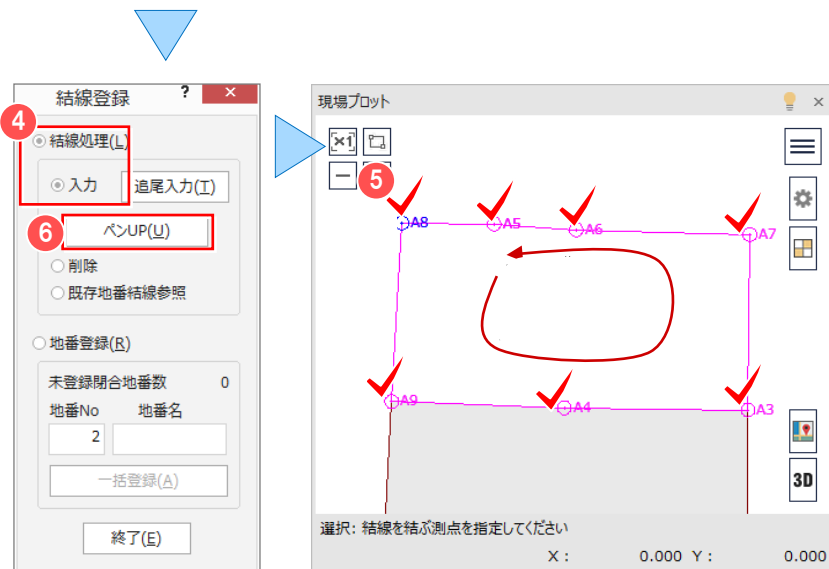 結線登録 ? ×
4
結線処理(L)
入力 追尾入力(T)
6 ペンUP(U)
削除
既存地番結線参照
地番登録(R)
未登録閉合地番数 0
地番No 地番名
2
一括登録(A)
終了(E)
現場プロット ×
×1
5
A8 A5 A6 A7
A9 A4 A3
3D
選択: 結線を結ぶ測点を指定してください
X : 0.000 Y : 0.000